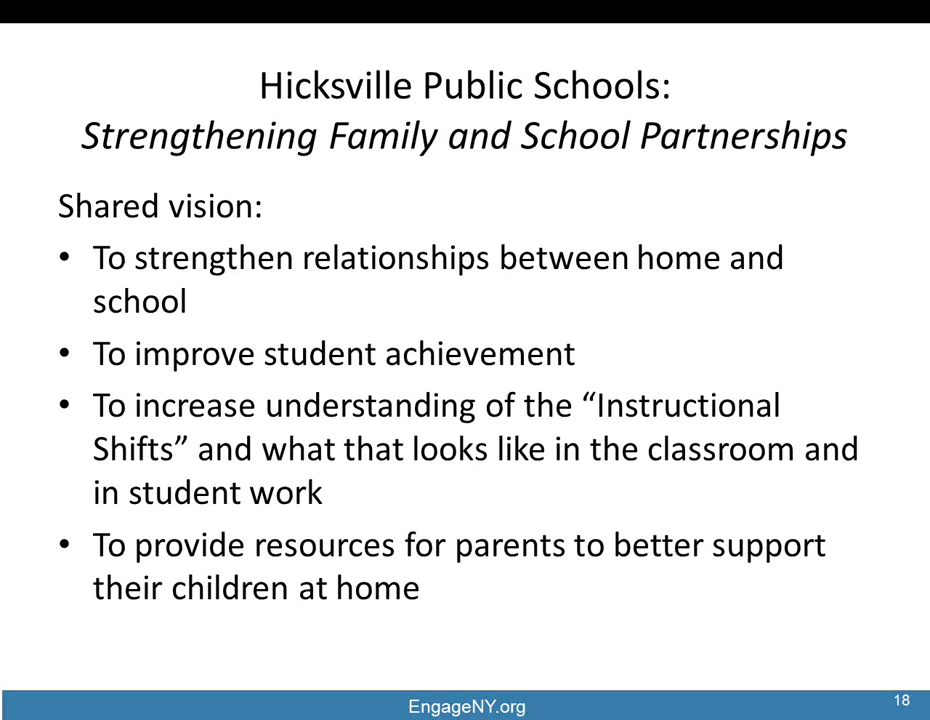 Hicksville Public Schools:
Strengthening Family and School Partnerships
Shared vision:
• To strengthen relationships between home and
school
• To improve student achievement
• To increase understanding of the “Instructional
Shifts” and what that looks like in the classroom and
in student work
• To provide resources for parents to better support
their children at home
EngageNY.org
18